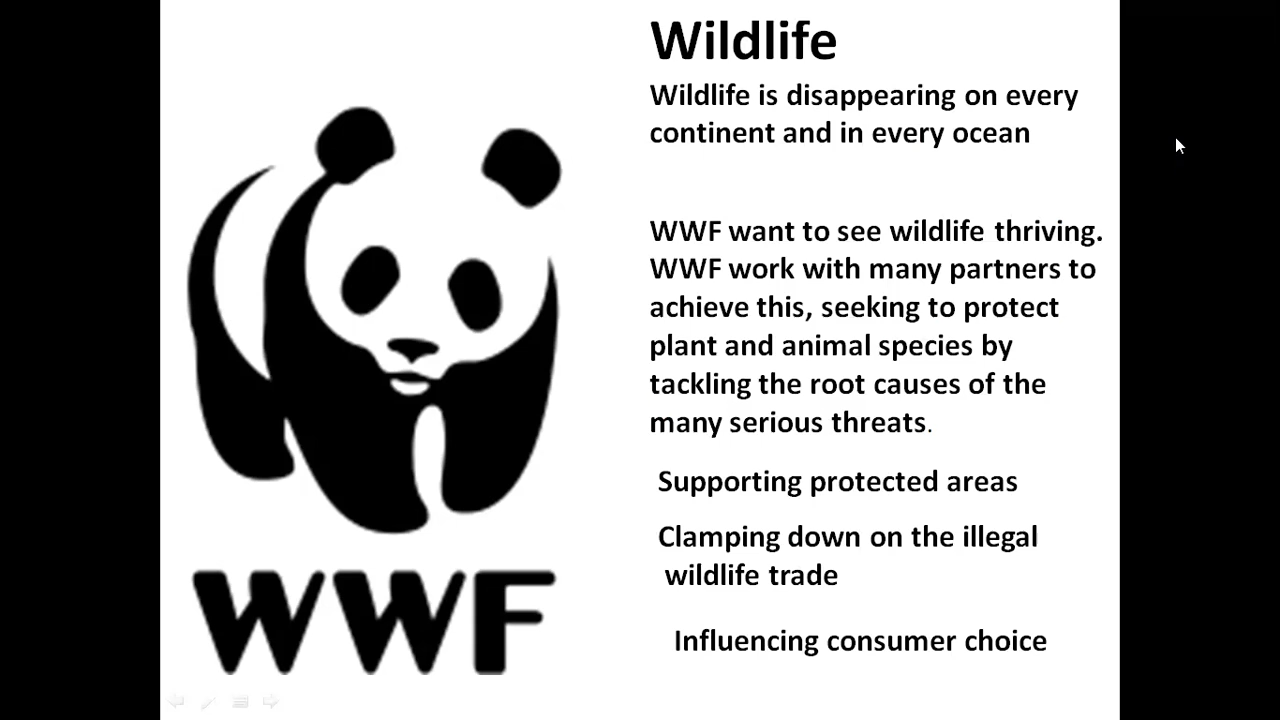 Wildlife
Wildlife is disappearing on every
continent and in every ocean
WWF want to see wildlife thriving.
WWF work with many partners to
achieve this, seeking to protect
plant and animal species by
tackling the root causes of the
many serious threats.
Supporting protected areas
Clamping down on the illegal
wildlife trade
Influencing consumer choice
WWF